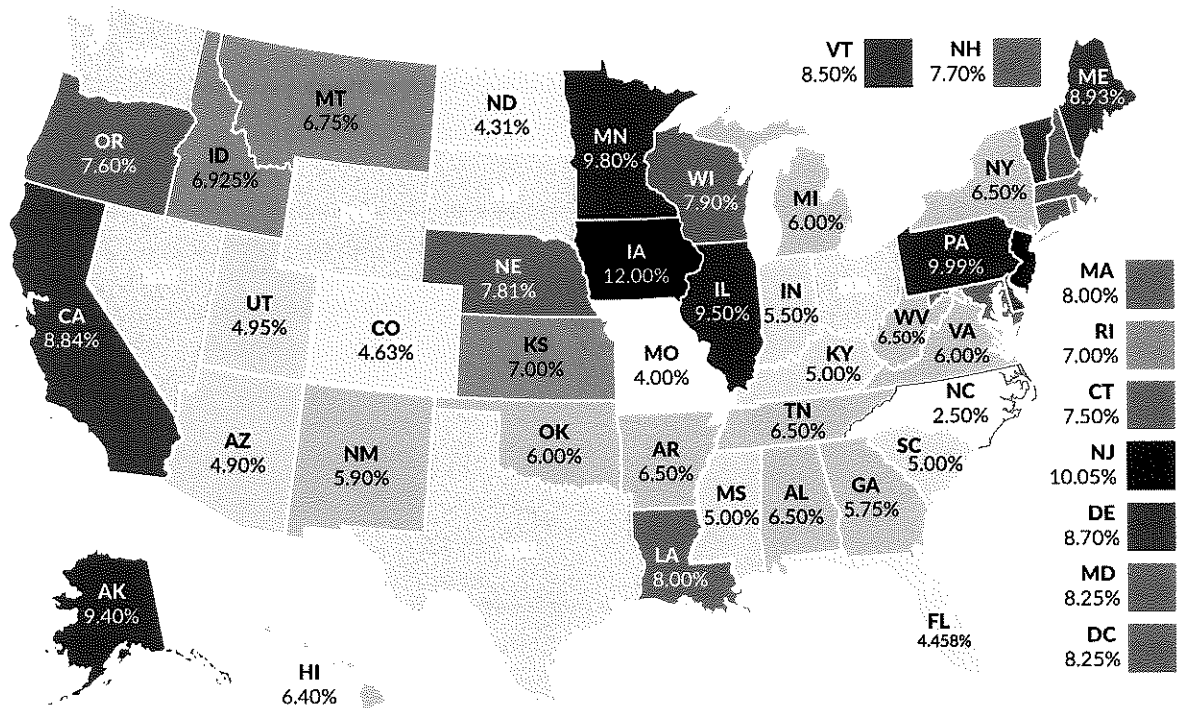 VT
8.50%
NH
7.70%
ME
8.93%
MT
6.75%
ND
4.31%
MN
9.80%
OR
7.60%
ID
6.925%
WI
7.90%
MI
6.00%
NY
6.50%
PA
9.99%
IA
12.00%
NE
7.81%
IL
9.50%
IN
5.50%
MA
8.00%
CA
8.84%
UT
4.95%
CO
4.63%
KS
7.00%
MO
4.00%
KY
5.00%
WV
6.50%
VA
6.00%
RI
7.00%
NC
2.50%
CT
7.50%
AZ
4.90%
NM
5.90%
OK
6.00%
AR
6.50%
TN
6.50%
SC
5.00%
NJ
10.05%
MS
5.00%
AL
6.50%
GA
5.75%
DE
8.70%
LA
8.00%
MD
8.25%
AK
9.40%
HI
6.40%
FL
4.458%
DC
8.25%